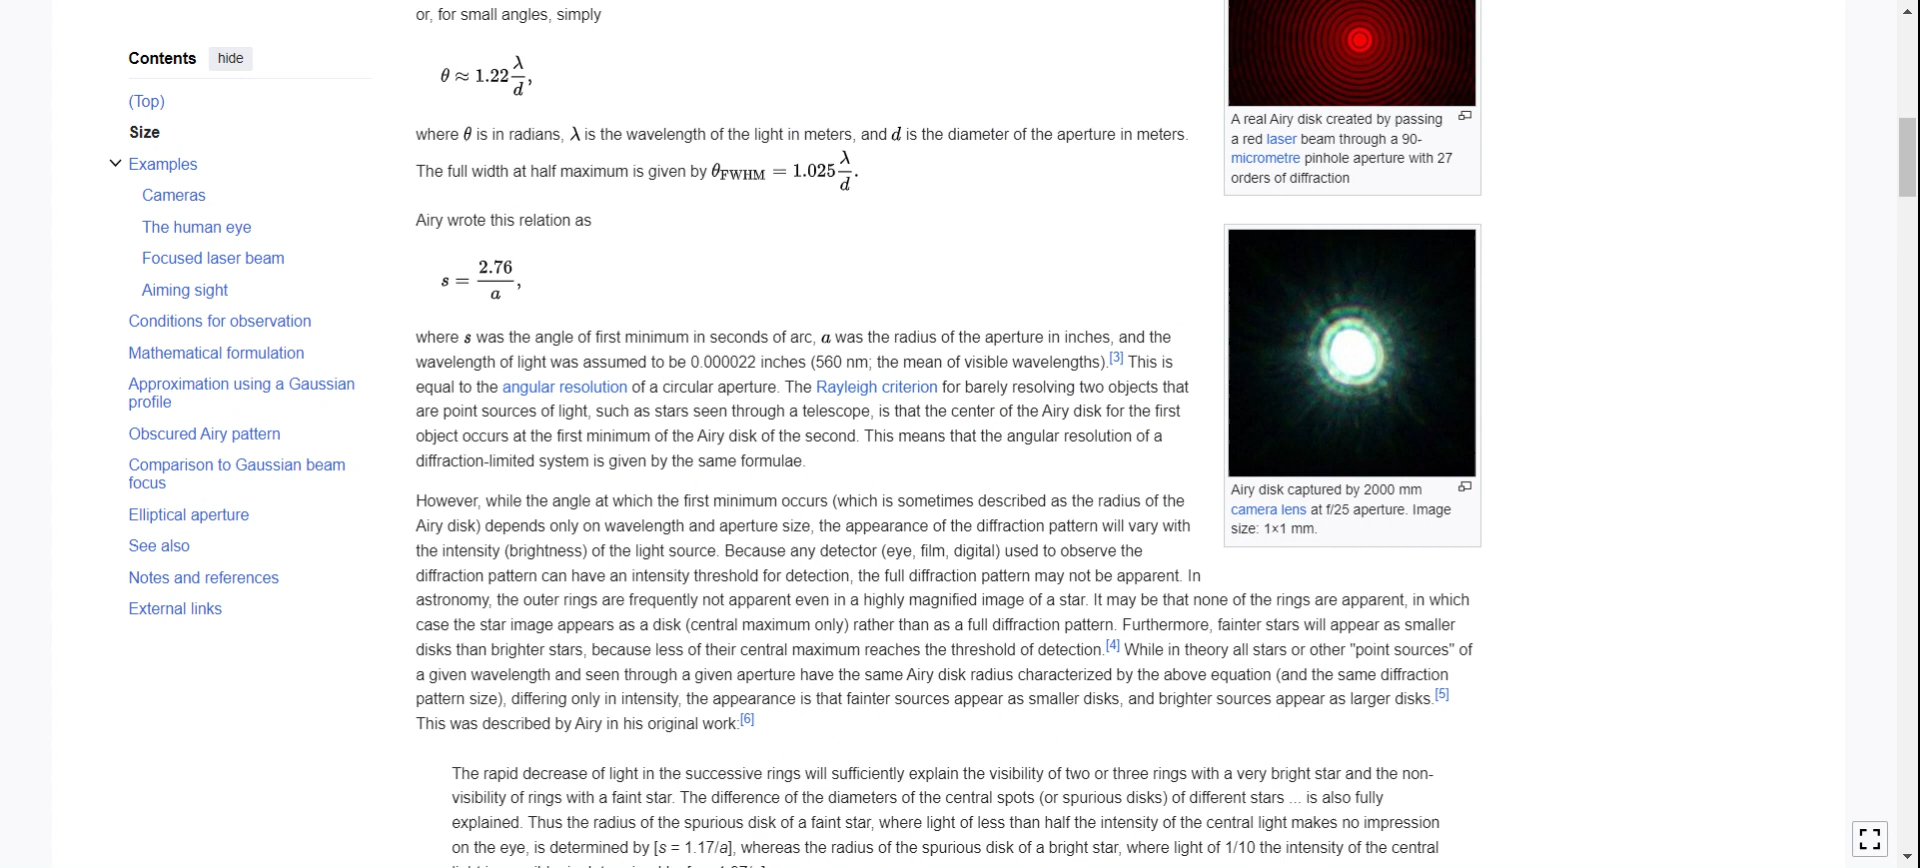 or, for small angles, simply
Contents hide
(Top)
Size
Examples
Cameras
The human eye
Focused laser beam
Aiming sight
Conditions for observation
Mathematical formulation
Approximation using a Gaussian
profile
Obscured Airy pattern
Comparison to Gaussian beam
focus
Elliptical aperture
See also
Notes and references
External links
θ ≈ 1.22 λ/d,
where θ is in radians, λ is the wavelength of the light in meters, and d is the diameter of the aperture in meters.
The full width at half maximum is given by θFWHM = 1.025 λ/d.
Airy wrote this relation as
s = 2.76/a,
where s was the angle of first minimum in seconds of arc, a was the radius of the aperture in inches, and the
wavelength of light was assumed to be 0.000022 inches (560 nm; the mean of visible wavelengths).[3] This is
equal to the angular resolution of a circular aperture. The Rayleigh criterion for barely resolving two objects that
are point sources of light, such as stars seen through a telescope, is that the center of the Airy disk for the first
object occurs at the first minimum of the Airy disk of the second. This means that the angular resolution of a
diffraction-limited system is given by the same formulae.
However, while the angle at which the first minimum occurs (which is sometimes described as the radius of the
Airy disk) depends only on wavelength and aperture size, the appearance of the diffraction pattern will vary with
the intensity (brightness) of the light source. Because any detector (eye, film, digital) used to observe the
diffraction pattern can have an intensity threshold for detection, the full diffraction pattern may not be apparent. In
astronomy, the outer rings are frequently not apparent even in a highly magnified image of a star. It may be that none of the rings are apparent, in which
case the star image appears as a disk (central maximum only) rather than as a full diffraction pattern. Furthermore, fainter stars will appear as smaller
disks than brighter stars, because less of their central maximum reaches the threshold of detection.[4] While in theory all stars or other "point sources" of
a given wavelength and seen through a given aperture have the same Airy disk radius characterized by the above equation (and the same diffraction
pattern size), differing only in intensity, the appearance is that fainter sources appear as smaller disks, and brighter sources appear as larger disks.[5]
This was described by Airy in his original work:[6]
The rapid decrease of light in the successive rings will sufficiently explain the visibility of two or three rings with a very bright star and the non-
visibility of rings with a faint star. The difference of the diameters of the central spots (or spurious disks) of different stars ... is also fully
explained. Thus the radius of the spurious disk of a faint star, where light of less than half the intensity of the central light makes no impression
on the eye, is determined by [s = 1.17/a], whereas the radius of the spurious disk of a bright star, where light of 1/10 the intensity of the central
A real Airy disk created by passing
a red laser beam through a 90-
micrometre pinhole aperture with 27
orders of diffraction
Airy disk captured by 2000 mm
camera lens at f/25 aperture. Image
size: 1×1 mm.